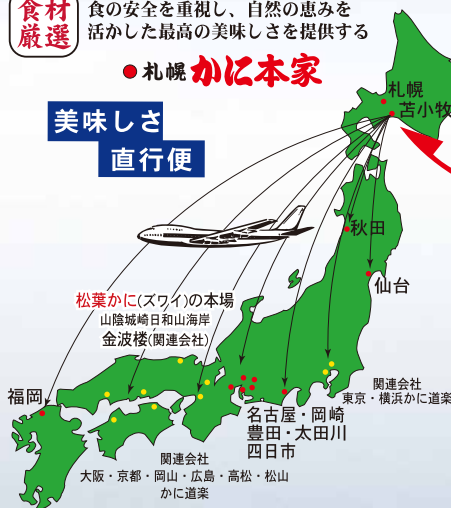 食材
厳選
食の安全を重視し、自然の恵みを
活かした最高の美味しさを提供する
●札幌かに本家
美味しさ
直行便
札幌
苫小牧
秋田
仙台
松葉かに(ズワイ)の本場
山陰城崎日和山海岸
金波楼(関連会社)
福岡
関連会社
東京・横浜かに道楽
名古屋・岡崎
豊田・太田川
四日市
関連会社
大阪・京都・岡山・広島・高松・松山
かに道楽